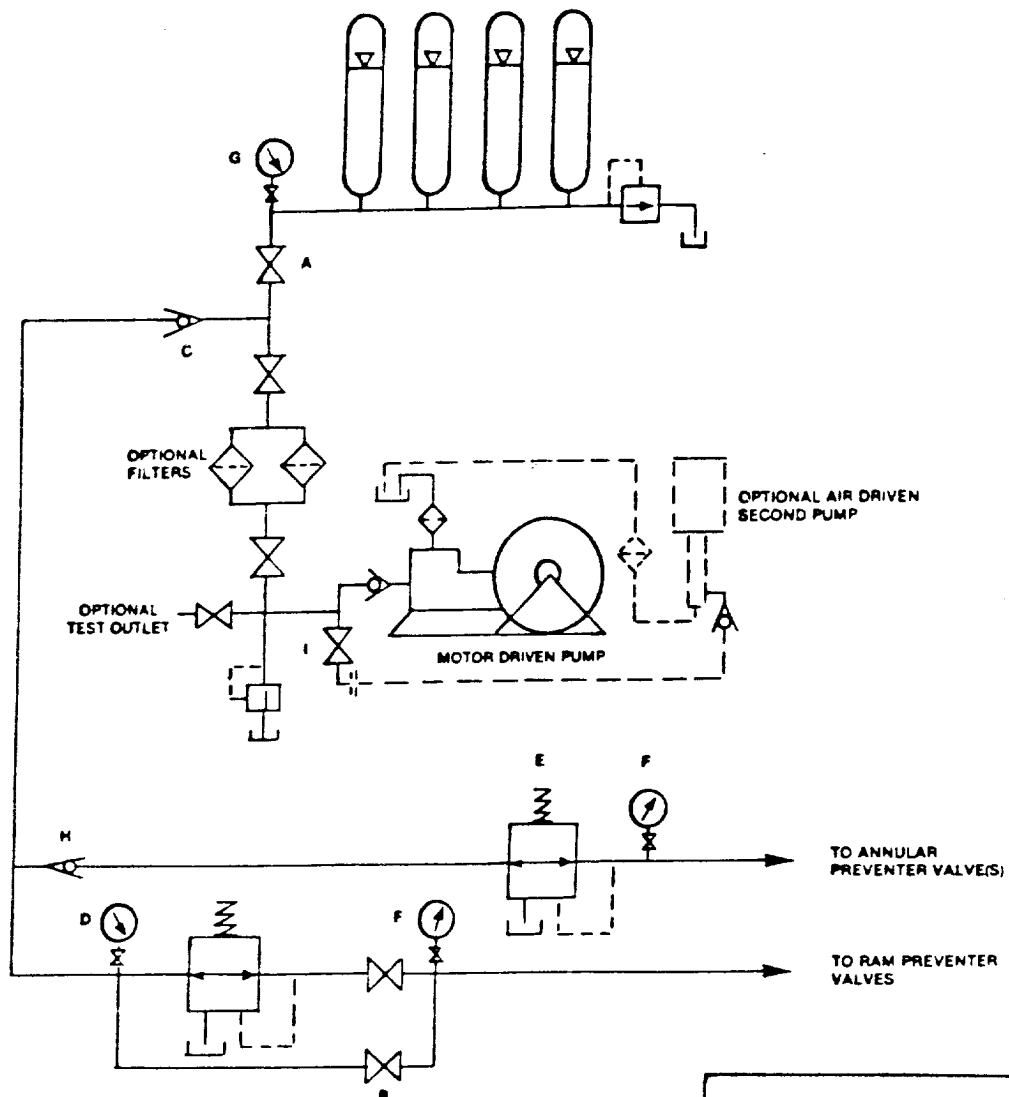 G
A
C
OPTIONAL
FILTERS
OPTIONAL AIR DRIVEN
SECOND PUMP
OPTIONAL
TEST OUTLET
I
MOTOR DRIVEN PUMP
E
F
H
TO ANNULAR
PREVENTER VALVE(S)
D
F
TO RAM PREVENTER
VALVES